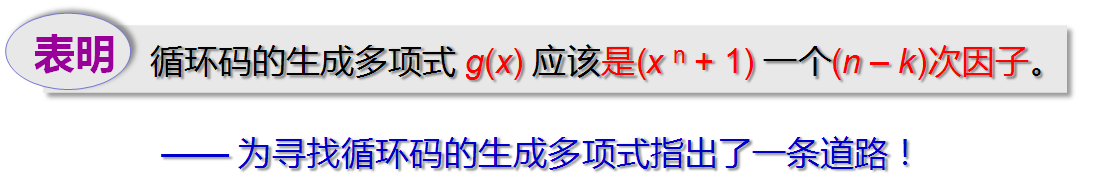 表明 循环码的生成多项式 g(x) 应该是(x ⁿ + 1) 一个(n – k)次因子。
—— 为寻找循环码的生成多项式指出了一条道路！